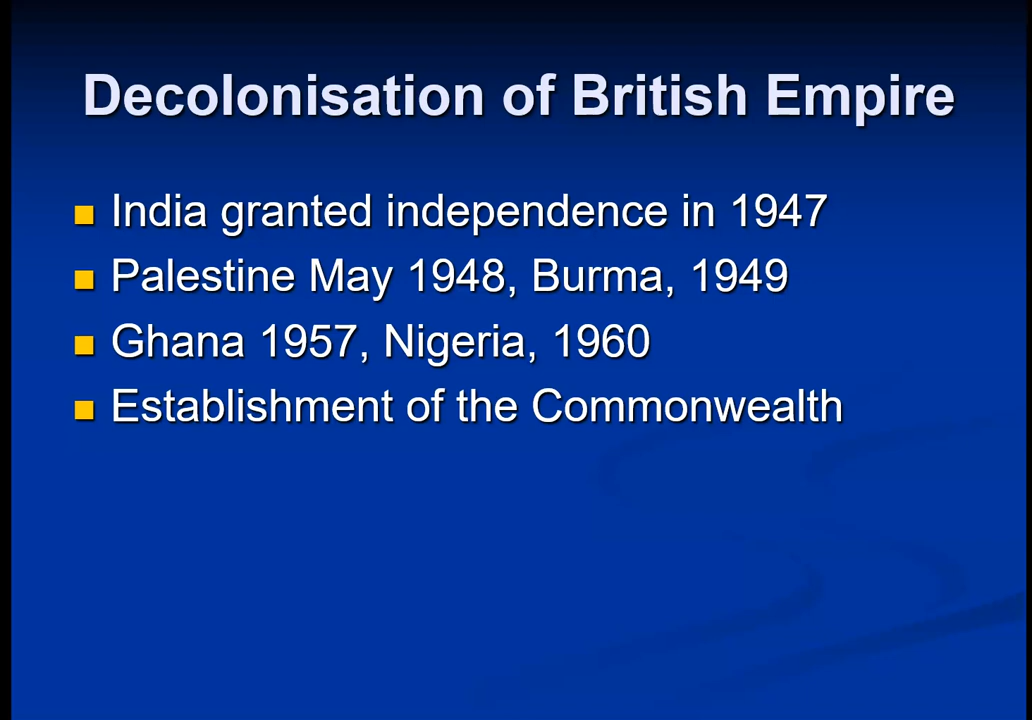 Decolonisation of British Empire
India granted independence in 1947
Palestine May 1948, Burma, 1949
Ghana 1957, Nigeria, 1960
Establishment of the Commonwealth